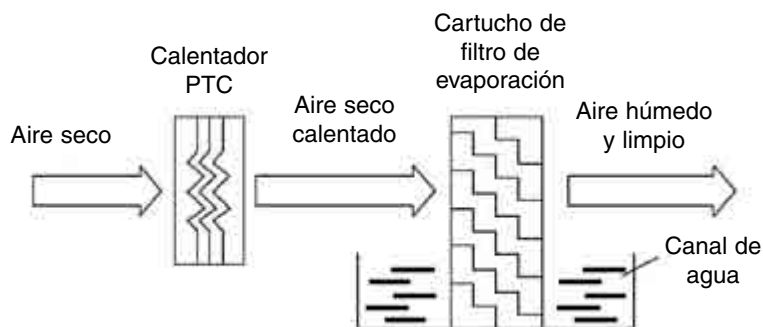 Cartucho de
filtro de
evaporación
Calentador
PTC
Aire seco
calentado
Aire húmedo
y limpio
Aire seco
Canal de
agua